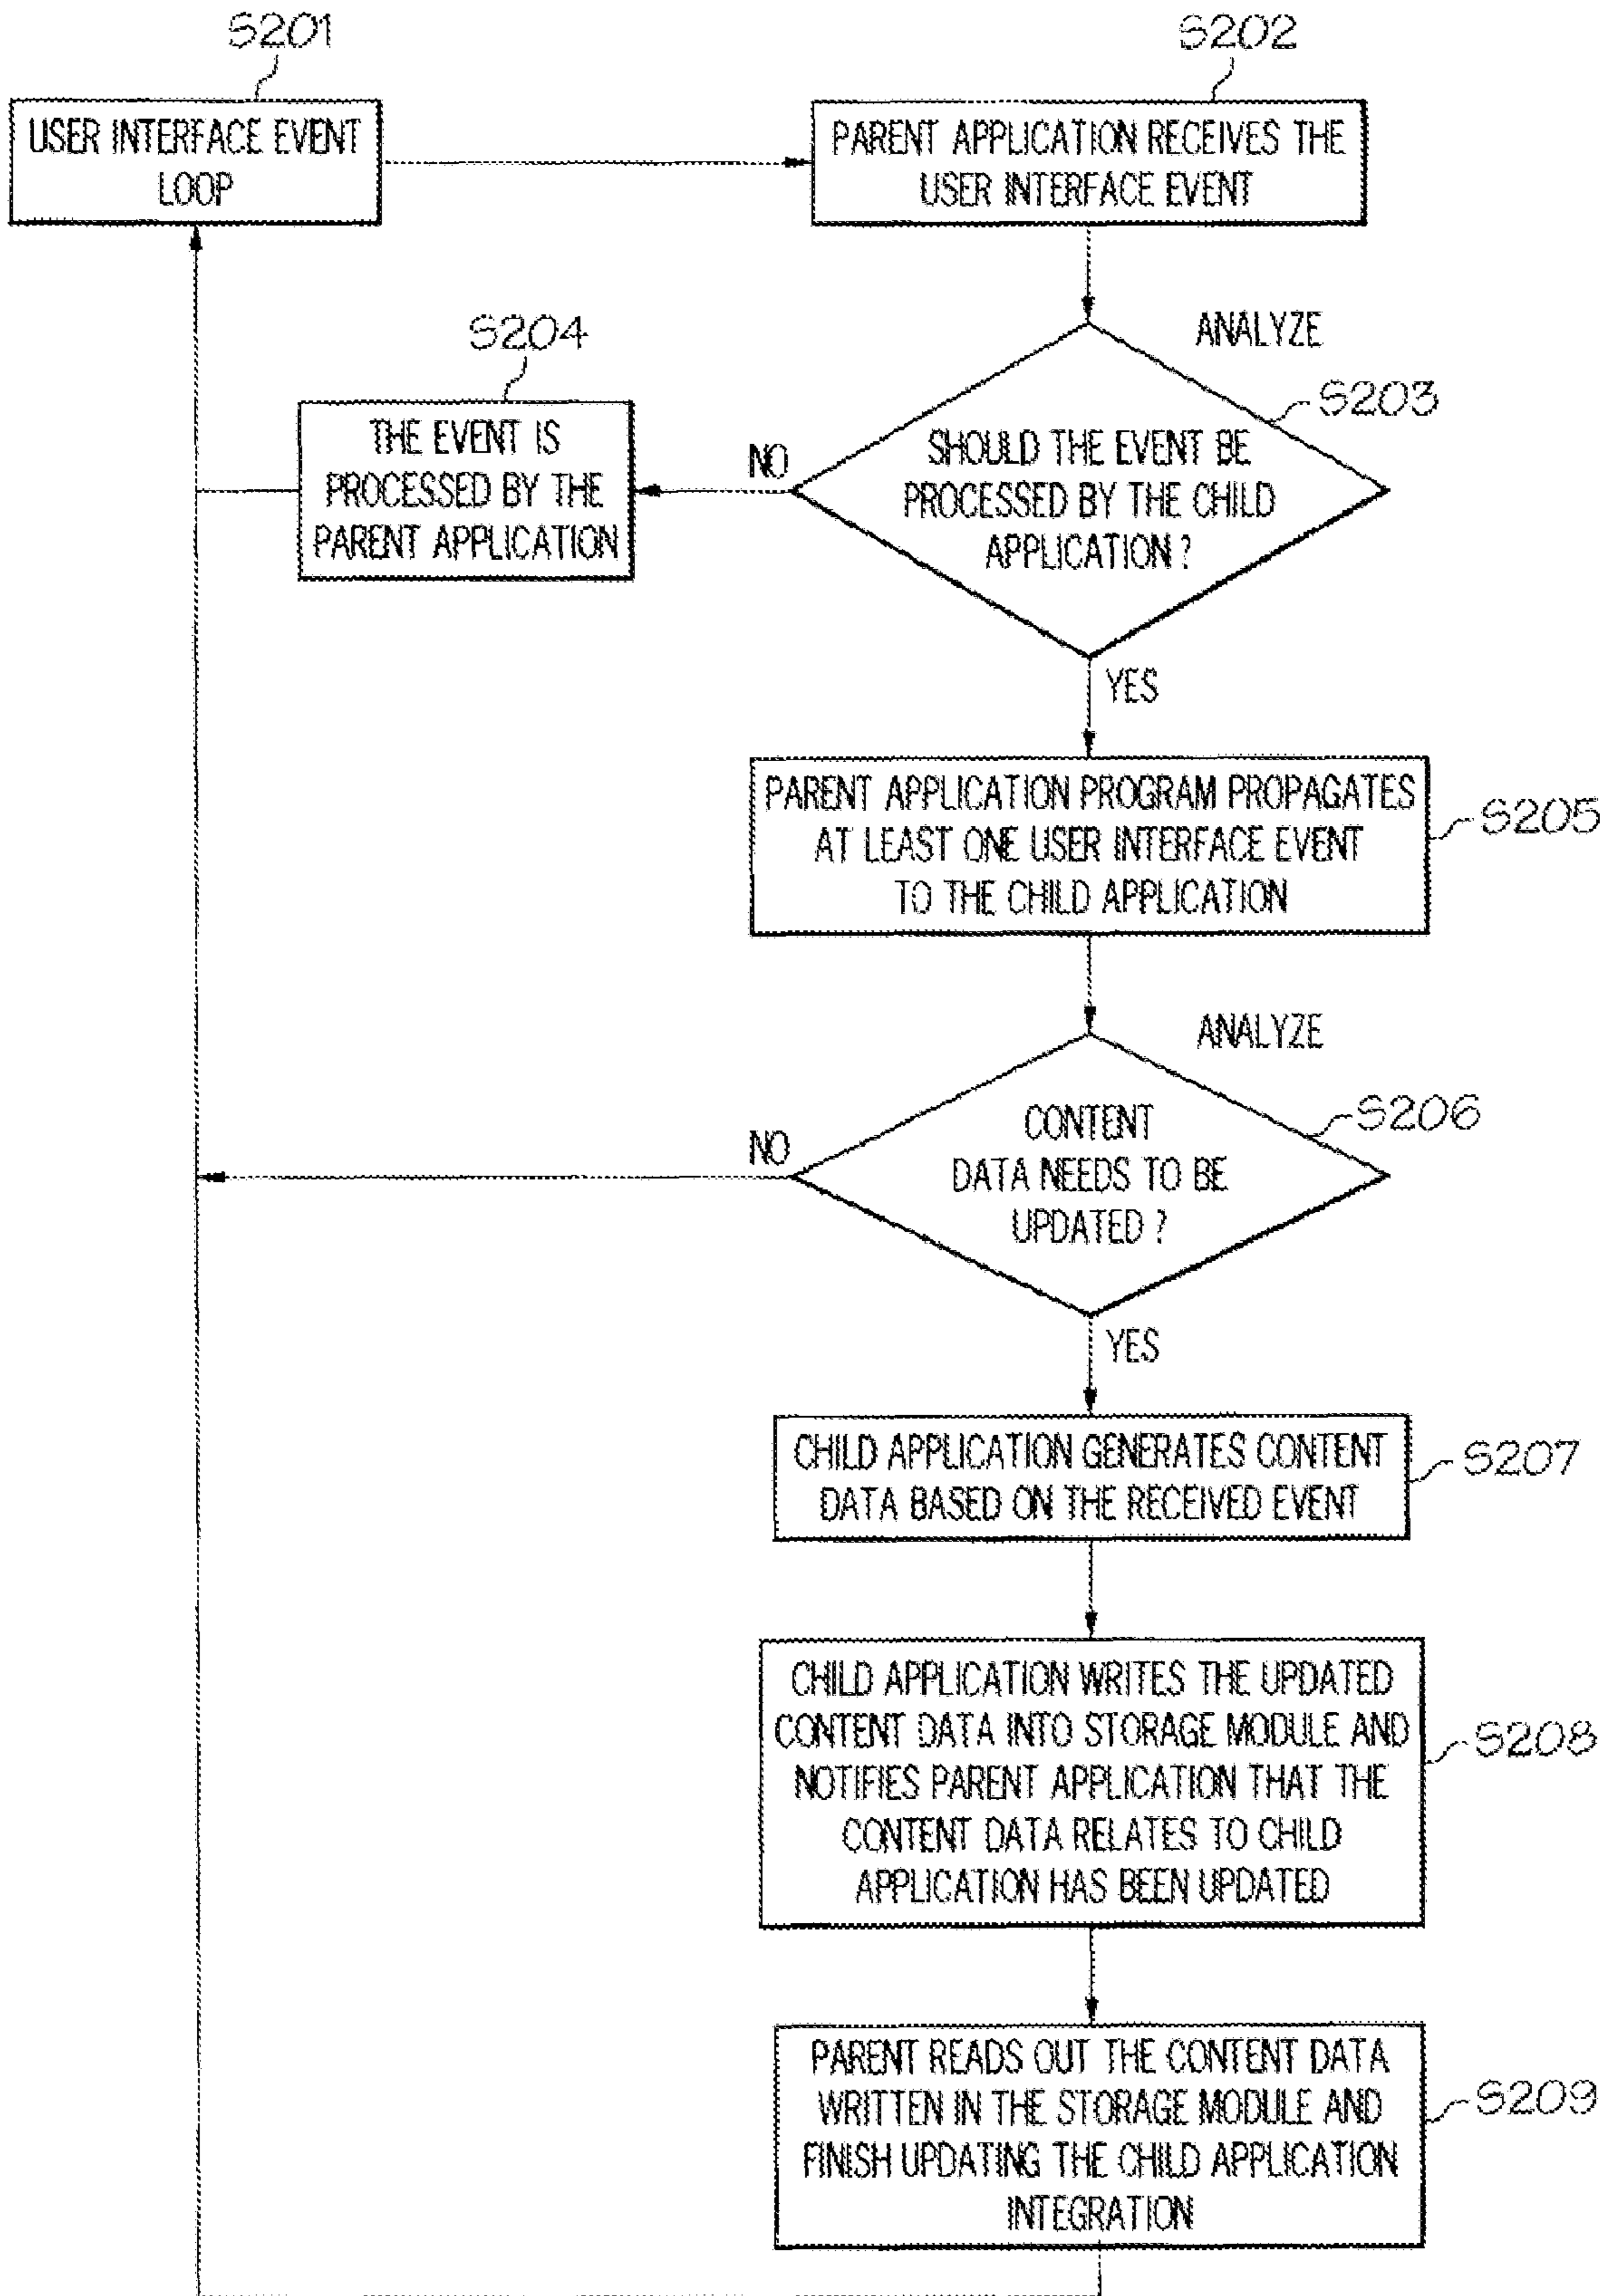 S201
USER INTERFACE EVENT
LOOP
S202
PARENT APPLICATION RECEIVES THE
USER INTERFACE EVENT
ANALYZE
S203
SHOULD THE EVENT BE
PROCESSED BY THE CHILD
APPLICATION?
NO
S204
THE EVENT IS
PROCESSED BY THE
PARENT APPLICATION
YES
PARENT APPLICATION PROGRAM PROPAGATES
AT LEAST ONE USER INTERFACE EVENT
TO THE CHILD APPLICATION
S205
ANALYZE
S206
CONTENT
DATA NEEDS TO BE
UPDATED?
NO
YES
CHILD APPLICATION GENERATES CONTENT
DATA BASED ON THE RECEIVED EVENT
S207
CHILD APPLICATION WRITES THE UPDATED
CONTENT DATA INTO STORAGE MODULE AND
NOTIFIES PARENT APPLICATION THAT THE
CONTENT DATA RELATES TO CHILD
APPLICATION HAS BEEN UPDATED
S208
PARENT READS OUT THE CONTENT DATA
WRITTEN IN THE STORAGE MODULE AND
FINISH UPDATING THE CHILD APPLICATION
INTEGRATION
S209